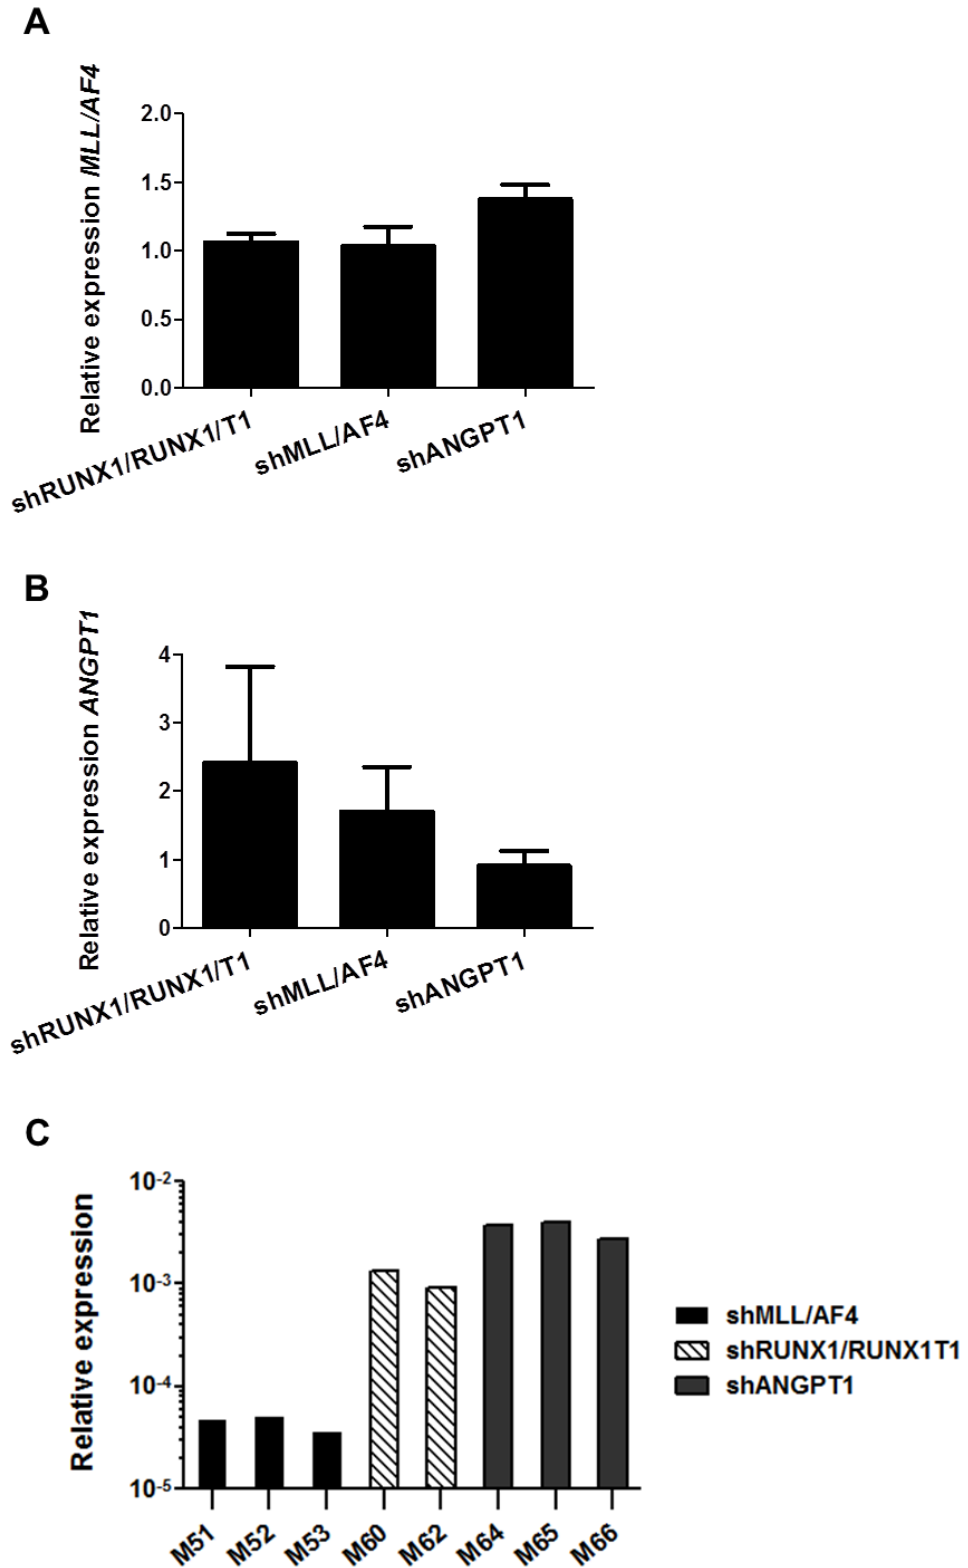 A
Relative expression MLL/AF4
2.0
1.5
1.0
0.5
0.0
shRUNX1/RUNX1/T1
shMLL/AF4
shANGPT1
B
Relative expression ANGPT1
4
3
2
1
0
shRUNX1/RUNX1/T1
shMLL/AF4
shANGPT1
C
Relative expression
10-2
10-3
10-4
10-5
M51
M52
M53
M60
M62
M64
M65
M66
shMLL/AF4
shRUNX1/RUNX1T1
shANGPT1